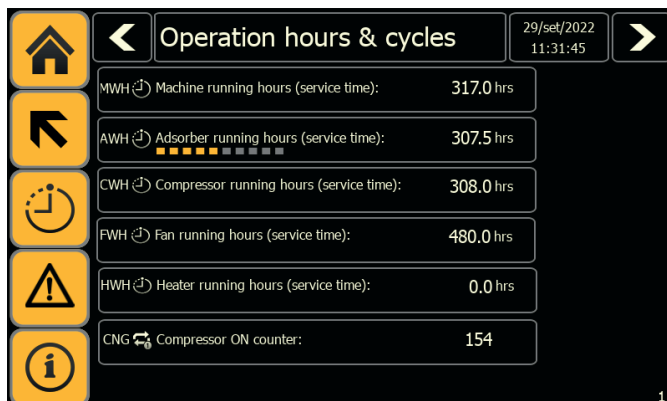 Operation hours & cycles
29/set/2022
11:31:45
MWH Machine running hours (service time): 317.0 hrs
AWH Adsorber running hours (service time): 307.5 hrs
CWH Compressor running hours (service time): 308.0 hrs
FWH Fan running hours (service time): 480.0 hrs
HWH Heater running hours (service time): 0.0 hrs
CNG Compressor ON counter: 154
1